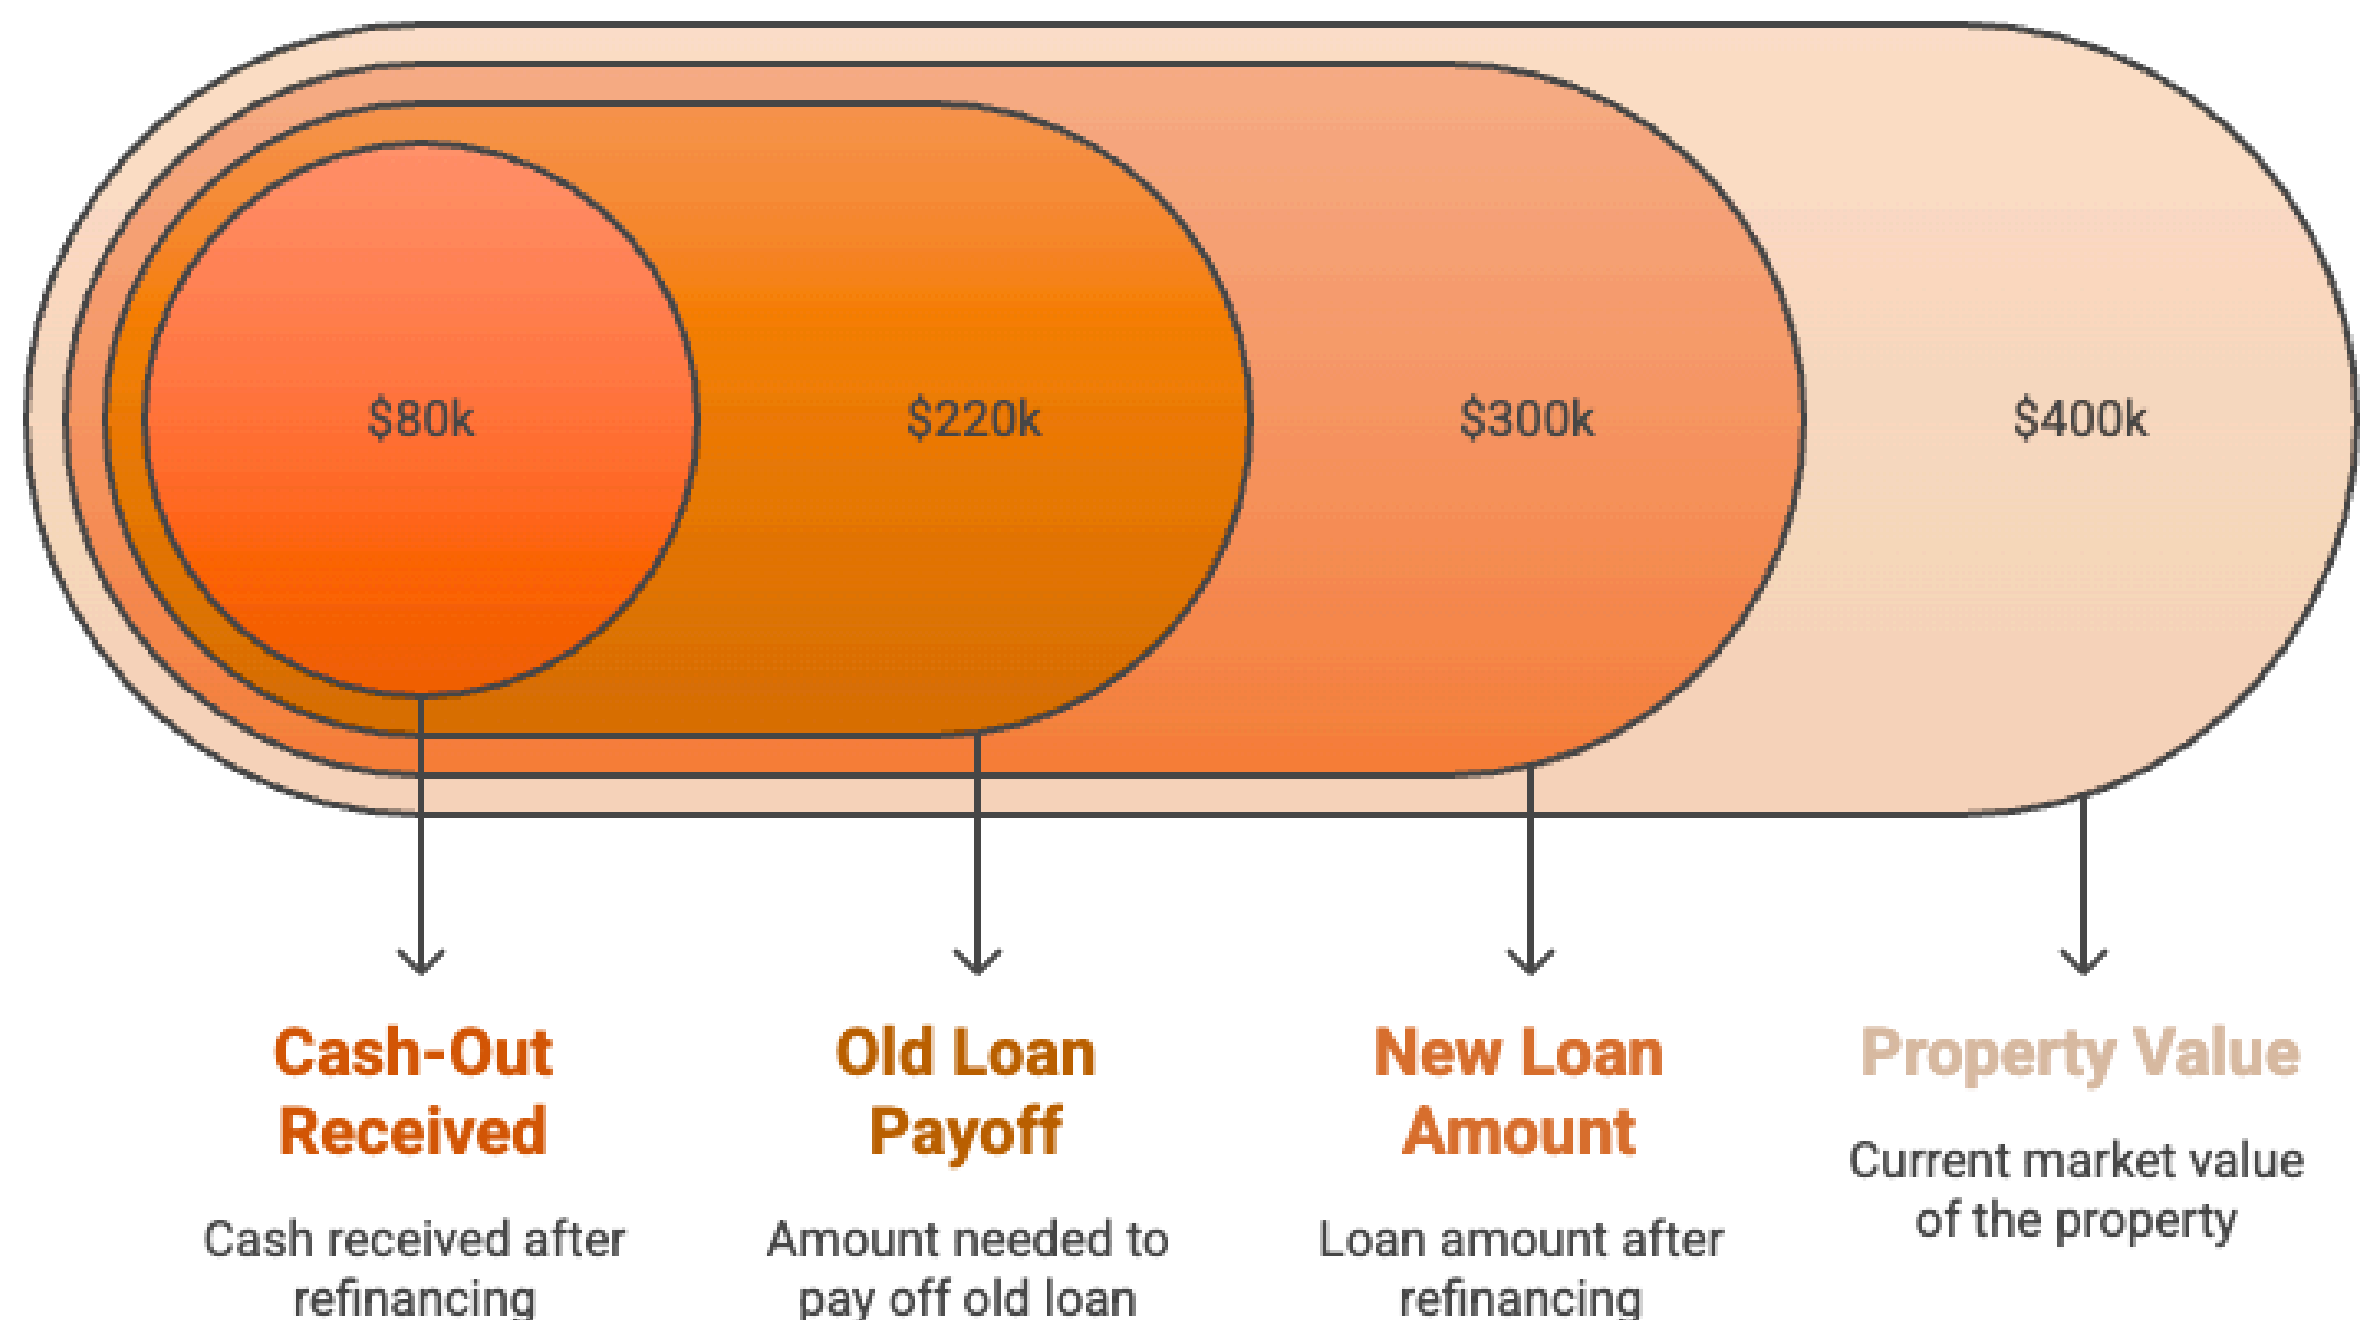 $80k
$220k
$300k
$400k
Cash-Out
Received
Cash received after
refinancing
Old Loan
Payoff
Amount needed to
pay off old loan
New Loan
Amount
Loan amount after
refinancing
Property Value
Current market value
of the property